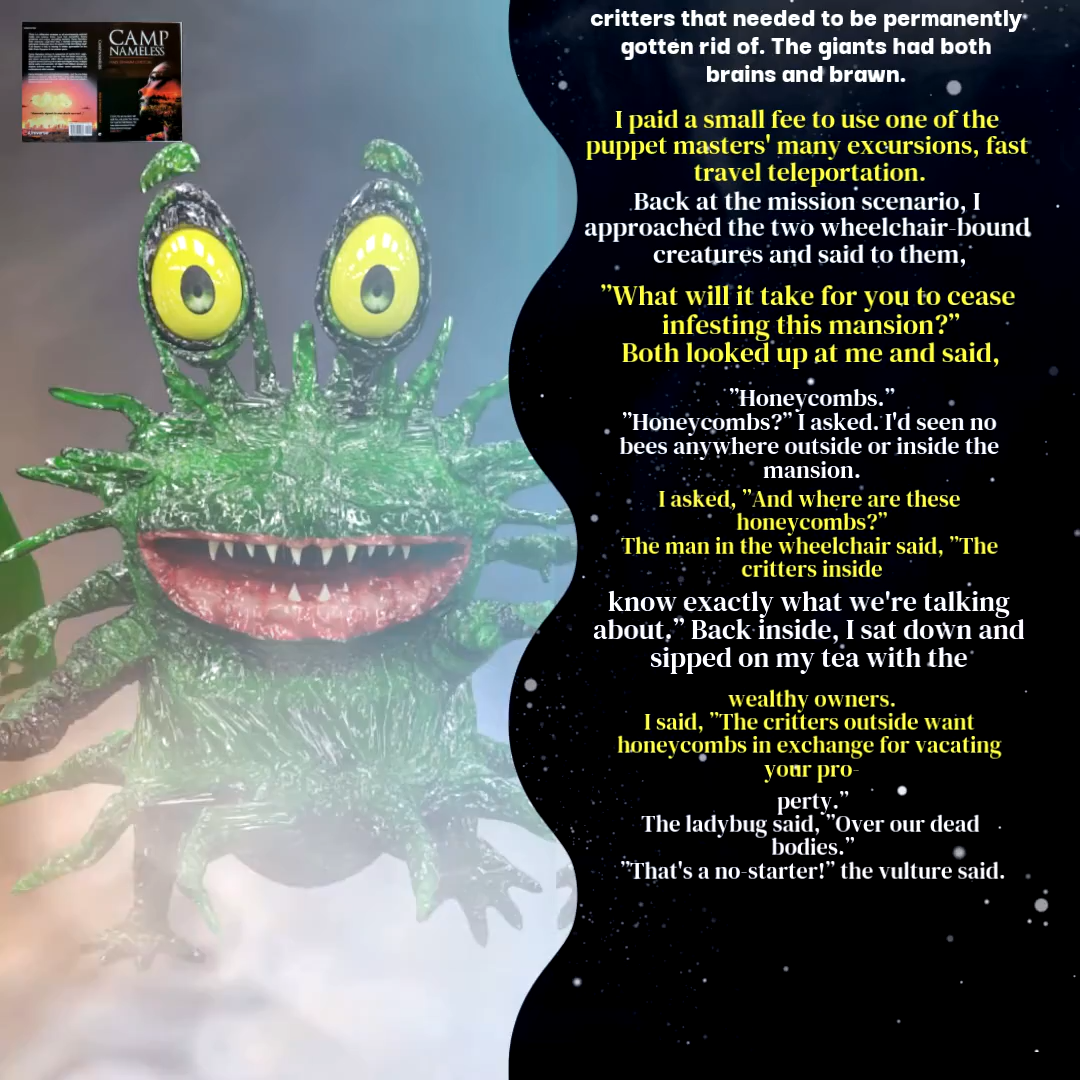 CAMP
NAMELESS
iUniverse
critters that needed to be permanently
gotten rid of. The giants had both
brains and brawn.
I paid a small fee to use one of the
puppet masters' many excursions, fast
travel teleportation.
Back at the mission scenario, I
approached the two wheelchair-bound
creatures and said to them,
”What will it take for you to cease
infesting this mansion?”
Both looked up at me and said,
”Honeycombs.”
”Honeycombs?” I asked. I'd seen no
bees anywhere outside or inside the
mansion.
I asked, ”And where are these
honeycombs?”
The man in the wheelchair said, ”The
critters inside
know exactly what we're talking
about.” Back inside, I sat down and
sipped on my tea with the
wealthy owners.
I said, ”The critters outside want
honeycombs in exchange for vacating
your pro-
perty.”
The ladybug said, ”Over our dead
bodies.”
”That's a no-starter!” the vulture said.